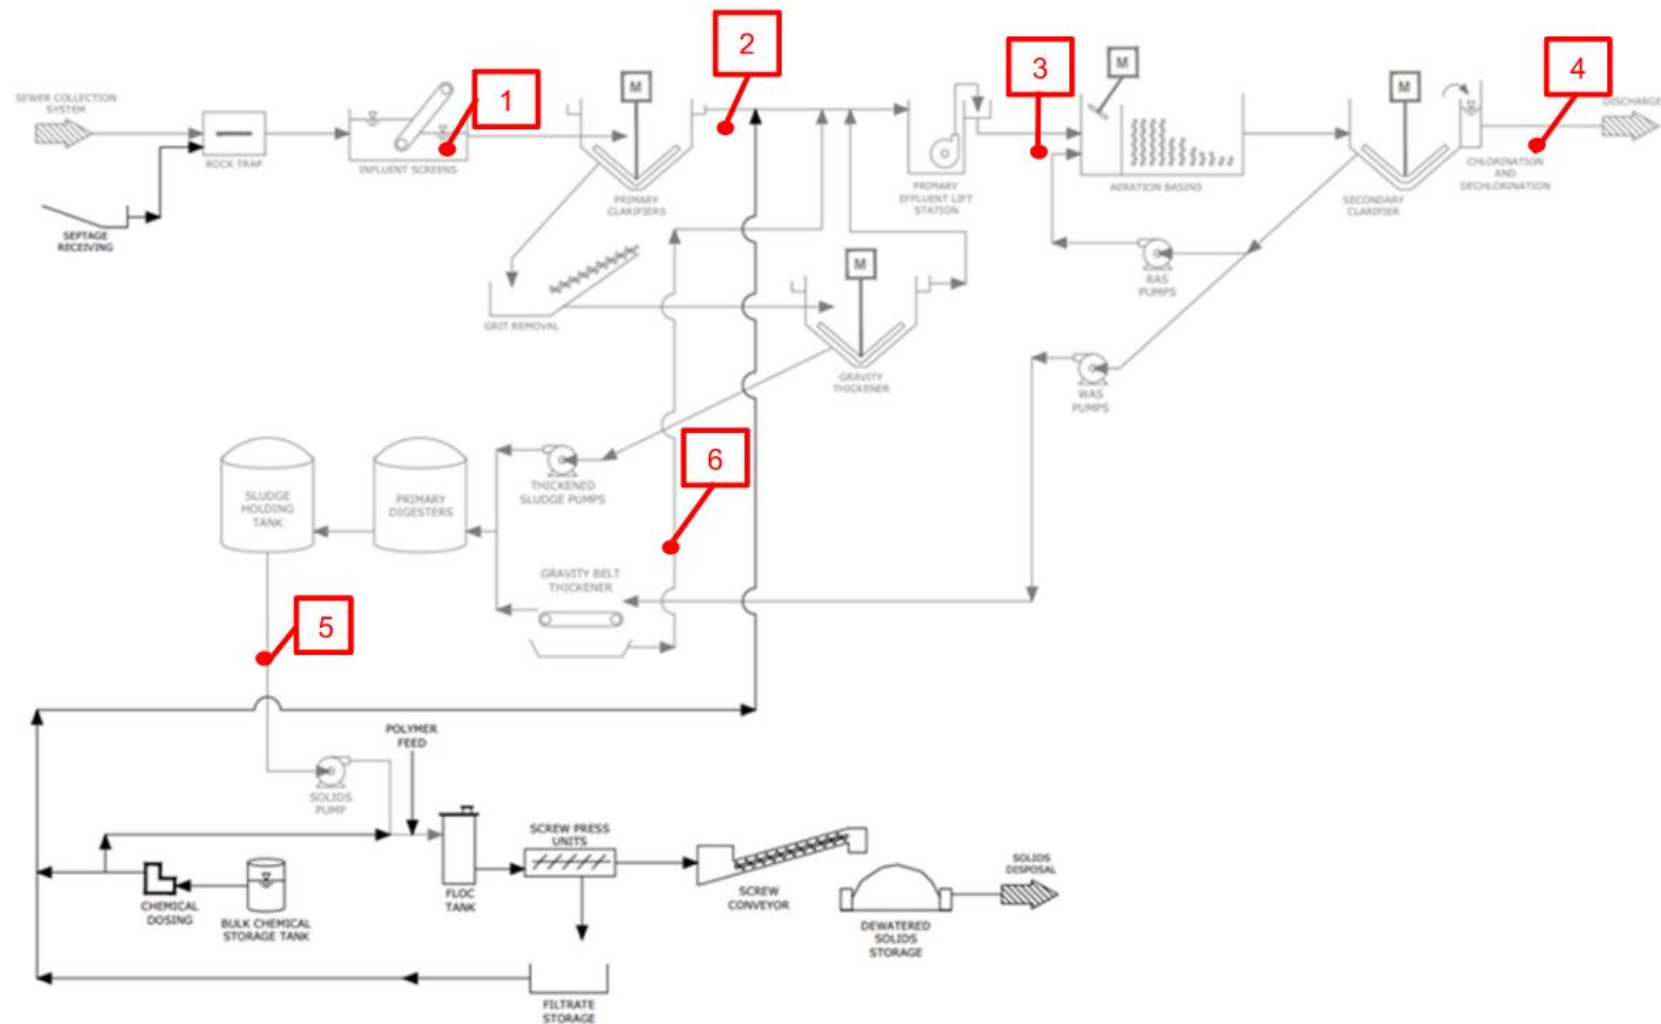 2
3
4
1
M
M
M
SEWER COLLECTION
SYSTEM
DISCHARGE
ROCK TRAP
INFLUENT SCREENS
PRIMARY
CLARIFIERS
PRIMARY
EFFLUENT LIFT
STATION
AERATION BASINS
SECONDARY
CLARIFIER
CHLORINATION
AND
DECHLORINATION
SEPTAGE
RECEIVING
M
RAS
PUMPS
GRIT REMOVAL
GRAVITY
THICKENER
WAS
PUMPS
6
SLUDGE
HOLDING
TANK
PRIMARY
DIGESTERS
THICKENED
SLUDGE PUMPS
GRAVITY BELT
THICKENER
5
POLYMER
FEED
SOLIDS
PUMP
SCREW PRESS
UNITS
SOLIDS
DISPOSAL
FLOC
TANK
SCREW
CONVEYOR
CHEMICAL
DOSING
BULK CHEMICAL
STORAGE TANK
DEWATERED
SOLIDS
STORAGE
FILTRATE
STORAGE